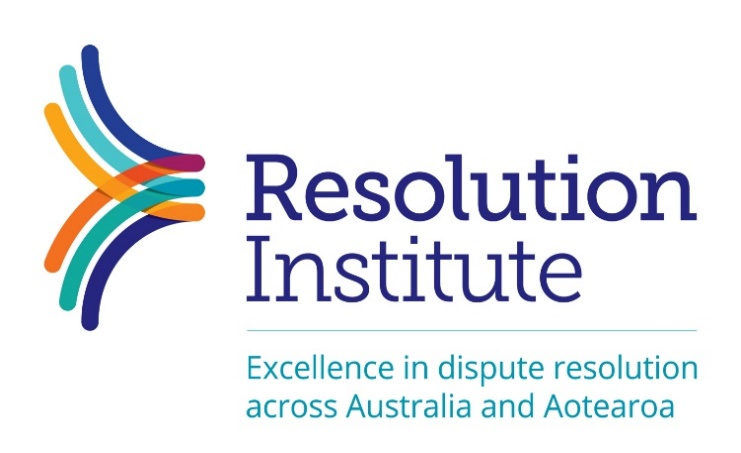 Resolution
Institute
Excellence in dispute resolution
across Australia and Aotearoa